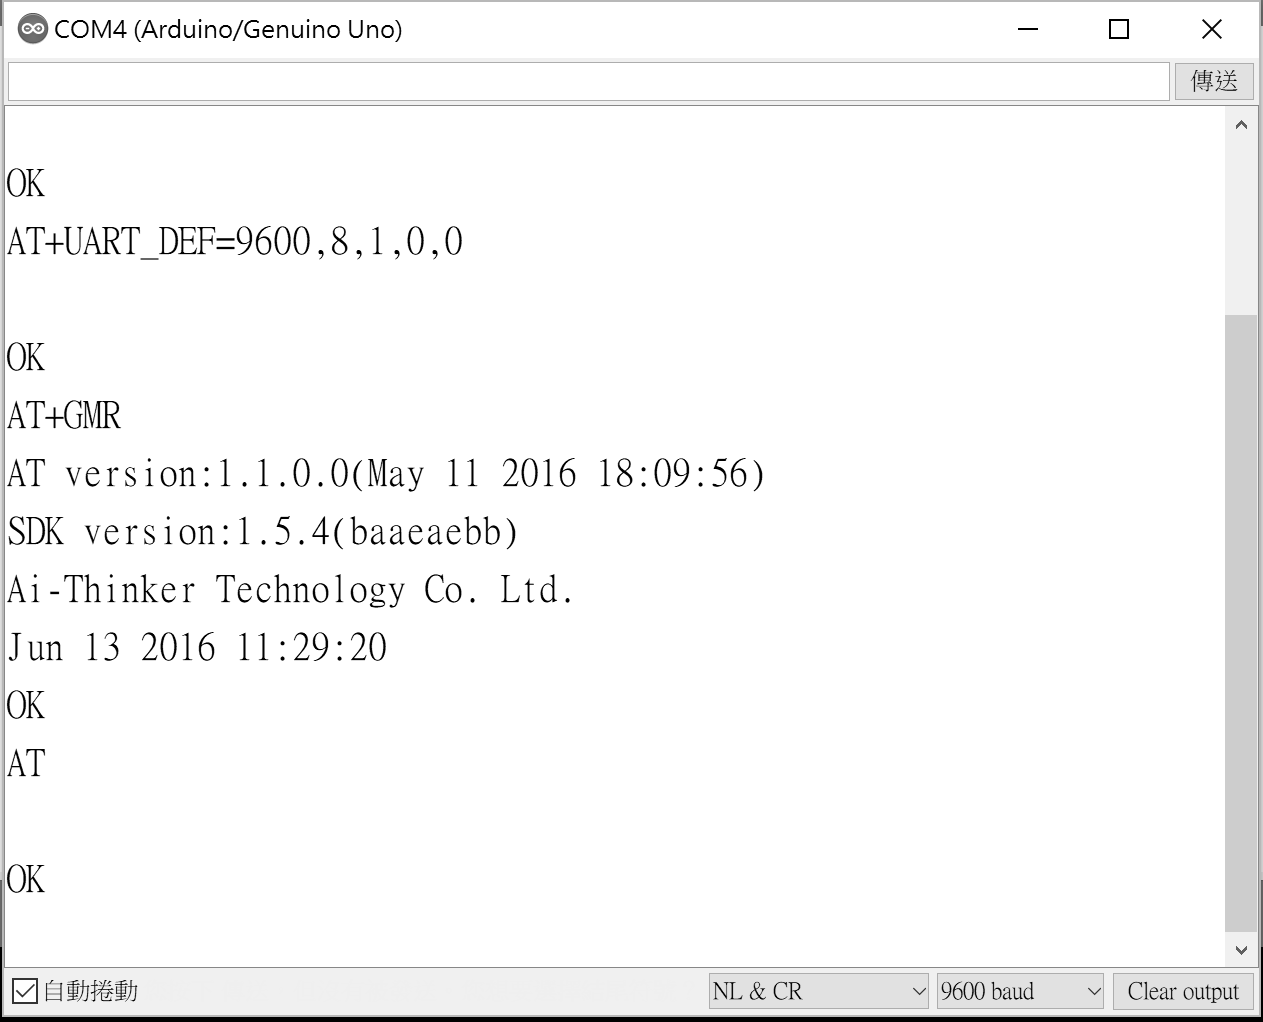 COM4 (Arduino/Genuino Uno)
傳送
OK
AT+UART_DEF=9600,8,1,0,0
OK
AT+GMR
AT version:1.1.0.0(May 11 2016 18:09:56)
SDK version:1.5.4(baaeaebb)
Ai-Thinker Technology Co. Ltd.
Jun 13 2016 11:29:20
OK
AT
OK
自動捲動
NL & CR
9600 baud
Clear output